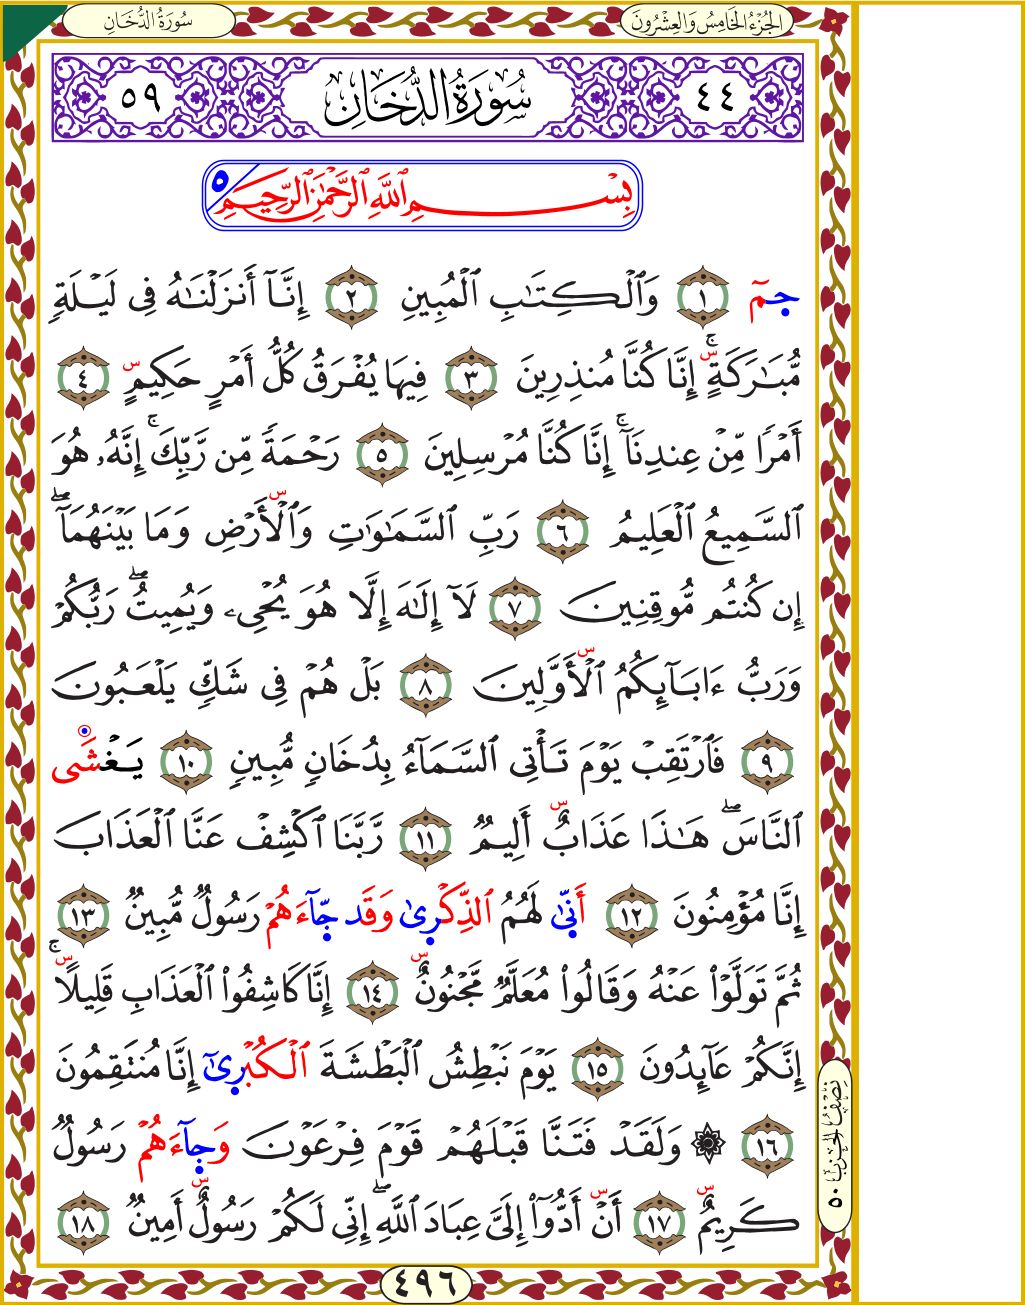 سُورَةُ الدُّخَانِ
الجُزْءُ الخَامِسُ وَالعِشْرُونَ
٤٤ سُورَةُ الدُّخَانِ ٥٩
بِسْمِ ٱللَّهِ ٱلرَّحْمَٰنِ ٱلرَّحِيمِ ٥
حمٓ ١ وَٱلْكِتَٰبِ ٱلْمُبِينِ ٢ إِنَّآ أَنزَلْنَٰهُ فِى لَيْلَةٍ
مُّبَٰرَكَةٍ ۚ إِنَّا كُنَّا مُنذِرِينَ ٣ فِيهَا يُفْرَقُ كُلُّ أَمْرٍ حَكِيمٍ ٤
أَمْرًا مِّنْ عِندِنَآ ۚ إِنَّا كُنَّا مُرْسِلِينَ ٥ رَحْمَةً مِّن رَّبِّكَ ۚ إِنَّهُۥ هُوَ
ٱلسَّمِيعُ ٱلْعَلِيمُ ٦ رَبِّ ٱلسَّمَٰوَٰتِ وَٱلْأَرْضِ وَمَا بَيْنَهُمَآ ۖ
إِن كُنتُم مُّوقِنِينَ ٧ لَآ إِلَٰهَ إِلَّا هُوَ يُحْىِۦ وَيُمِيتُ ۖ رَبُّكُمْ
وَرَبُّ ءَابَآئِكُمُ ٱلْأَوَّلِينَ ٨ بَلْ هُمْ فِى شَكٍّ يَلْعَبُونَ
٩ فَٱرْتَقِبْ يَوْمَ تَأْتِى ٱلسَّمَآءُ بِدُخَانٍ مُّبِينٍ ١٠ يَغْشَى
ٱلنَّاسَ ۖ هَٰذَا عَذَابٌ أَلِيمٌ ١١ رَّبَّنَا ٱكْشِفْ عَنَّا ٱلْعَذَابَ
إِنَّا مُؤْمِنُونَ ١٢ أَنَّىٰ لَهُمُ ٱلذِّكْرَىٰ وَقَد جَّآءَهُمْ رَسُولٌ مُّبِينٌ ١٣
ثُمَّ تَوَلَّوْا۟ عَنْهُ وَقَالُوا۟ مُعَلَّمٌ مَّجْنُونٌ ١٤ إِنَّا كَاشِفُوا۟ ٱلْعَذَابِ قَلِيلًا ۚ
إِنَّكُمْ عَآئِدُونَ ١٥ يَوْمَ نَبْطِشُ ٱلْبَطْشَةَ ٱلْكُبْرَىٰٓ إِنَّا مُنتَقِمُونَ
١٦ ۞ وَلَقَدْ فَتَنَّا قَبْلَهُمْ قَوْمَ فِرْعَوْنَ وَجَآءَهُمْ رَسُولٌ
كَرِيمٌ ١٧ أَنْ أَدُّوٓا۟ إِلَىَّ عِبَادَ ٱللَّهِ ۖ إِنِّى لَكُمْ رَسُولٌ أَمِينٌ ١٨
نِصْفُ الحِزْبِ ٥٠
٤٩٦